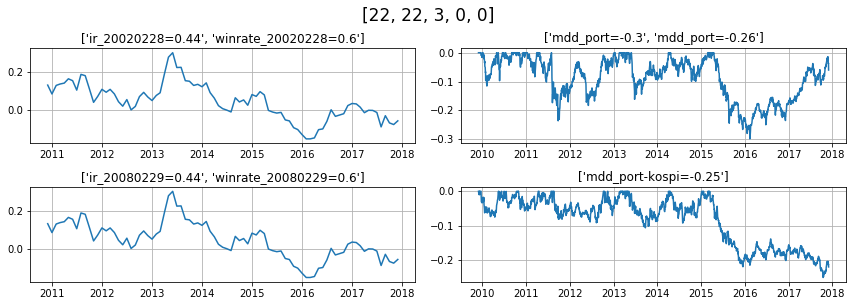 [22, 22, 3, 0, 0]
['ir_20020228=0.44', 'winrate_20020228=0.6']
0.2
0.0
2011 2012 2013 2014 2015 2016 2017 2018
['mdd_port=-0.3', 'mdd_port=-0.26']
0.0
−0.1
−0.2
−0.3
2010 2011 2012 2013 2014 2015 2016 2017 2018
['ir_20080229=0.44', 'winrate_20080229=0.6']
0.2
0.0
2011 2012 2013 2014 2015 2016 2017 2018
['mdd_port-kospi=-0.25']
0.0
−0.1
−0.2
2010 2011 2012 2013 2014 2015 2016 2017 2018